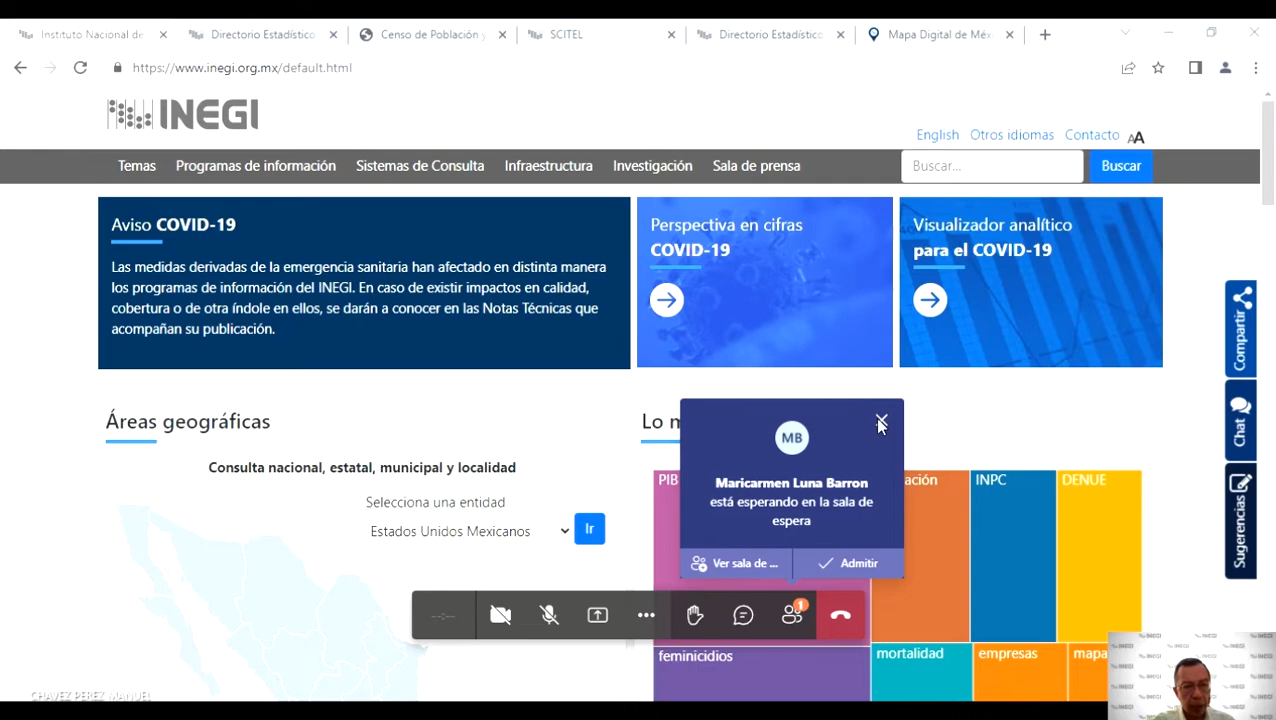 Instituto Nacional de
Directorio Estadístico
Censo de Población y
SCITEL
Directorio Estadístico
Mapa Digital de Méx
https://www.inegi.org.mx/default.html
INEGI
English Otros idiomas Contacto AA
Temas Programas de información Sistemas de Consulta Infraestructura Investigación Sala de prensa Buscar... Buscar
Aviso COVID-19
Las medidas derivadas de la emergencia sanitaria han afectado en distinta manera
los programas de información del INEGI. En caso de existir impactos en calidad,
cobertura o de otra índole en ellos, se darán a conocer en las Notas Técnicas que
acompañan su publicación.
Perspectiva en cifras
COVID-19
Visualizador analítico
para el COVID-19
Compartir
Chat
Sugerencias
Áreas geográficas
Consulta nacional, estatal, municipal y localidad
Selecciona una entidad
Estados Unidos Mexicanos Ir
Lo m
PIB
ación
INPC
DENUE
feminicidios
mortalidad
empresas
mapa
MB
Maricarmen Luna Barron
está esperando en la sala de
espera
Ver sala de ... Admitir
--:--
1
CHAVEZ PEREZ MANUEL
INEGI